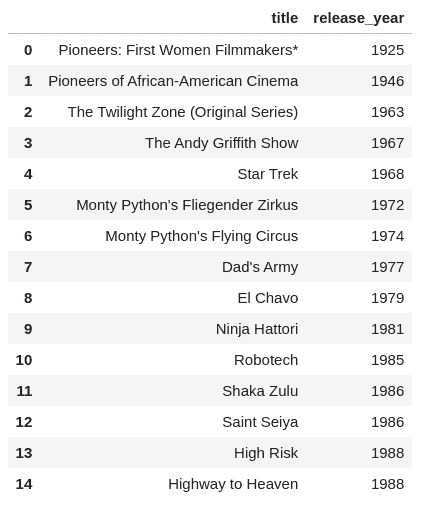 title release_year
0 Pioneers: First Women Filmmakers* 1925
1 Pioneers of African-American Cinema 1946
2 The Twilight Zone (Original Series) 1963
3 The Andy Griffith Show 1967
4 Star Trek 1968
5 Monty Python's Fliegender Zirkus 1972
6 Monty Python's Flying Circus 1974
7 Dad's Army 1977
8 El Chavo 1979
9 Ninja Hattori 1981
10 Robotech 1985
11 Shaka Zulu 1986
12 Saint Seiya 1986
13 High Risk 1988
14 Highway to Heaven 1988